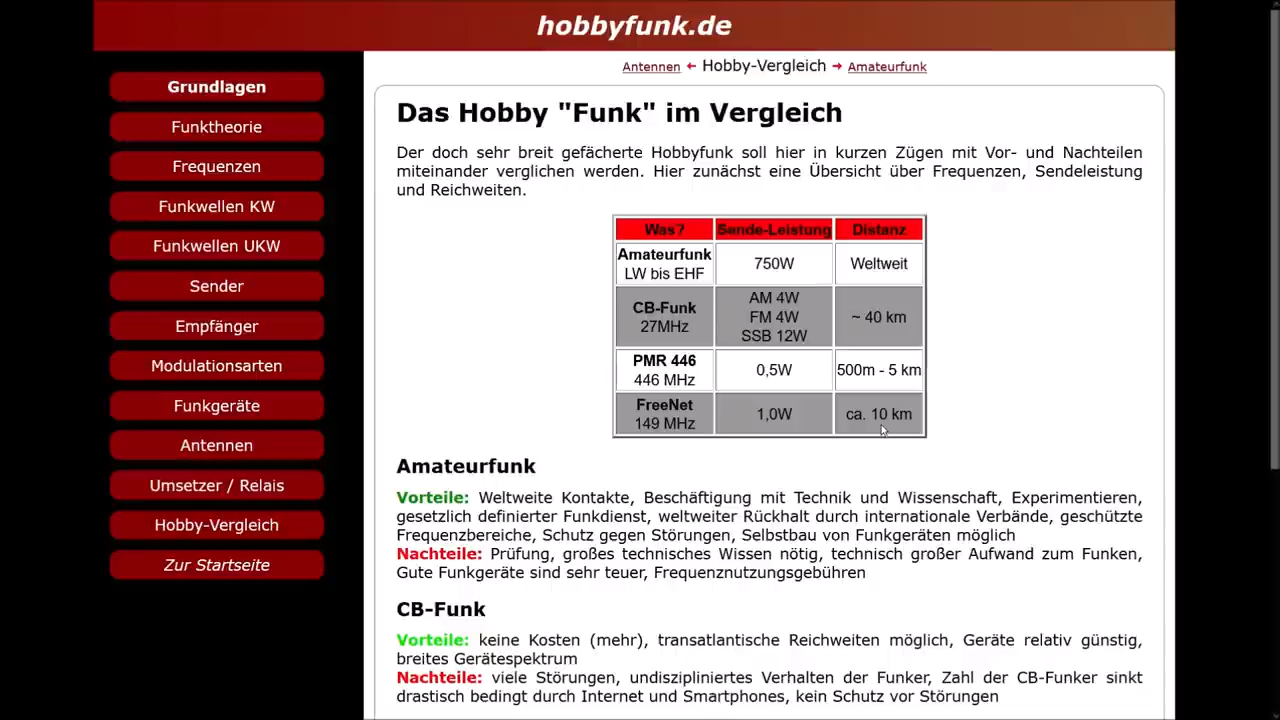 hobbyfunk.de
Grundlagen
Funktheorie
Frequenzen
Funkwellen KW
Funkwellen UKW
Sender
Empfänger
Modulationsarten
Funkgeräte
Antennen
Umsetzer / Relais
Hobby-Vergleich
Zur Startseite
Antennen ← Hobby-Vergleich → Amateurfunk
Das Hobby "Funk" im Vergleich
Der doch sehr breit gefächerte Hobbyfunk soll hier in kurzen Zügen mit Vor- und Nachteilen
miteinander verglichen werden. Hier zunächst eine Übersicht über Frequenzen, Sendeleistung
und Reichweiten.
Was? Sende-Leistung Distanz
Amateurfunk
LW bis EHF 750W Weltweit
CB-Funk
27MHz
AM 4W
FM 4W
SSB 12W
~ 40 km
PMR 446
446 MHz 0,5W 500m - 5 km
FreeNet
149 MHz 1,0W ca. 10 km
Amateurfunk
Vorteile: Weltweite Kontakte, Beschäftigung mit Technik und Wissenschaft, Experimentieren,
gesetzlich definierter Funkdienst, weltweiter Rückhalt durch internationale Verbände, geschützte
Frequenzbereiche, Schutz gegen Störungen, Selbstbau von Funkgeräten möglich
Nachteile: Prüfung, großes technisches Wissen nötig, technisch großer Aufwand zum Funken,
Gute Funkgeräte sind sehr teuer, Frequenznutzungsgebühren
CB-Funk
Vorteile: keine Kosten (mehr), transatlantische Reichweiten möglich, Geräte relativ günstig,
breites Gerätespektrum
Nachteile: viele Störungen, undiszipliniertes Verhalten der Funker, Zahl der CB-Funker sinkt
drastisch bedingt durch Internet und Smartphones, kein Schutz vor Störungen